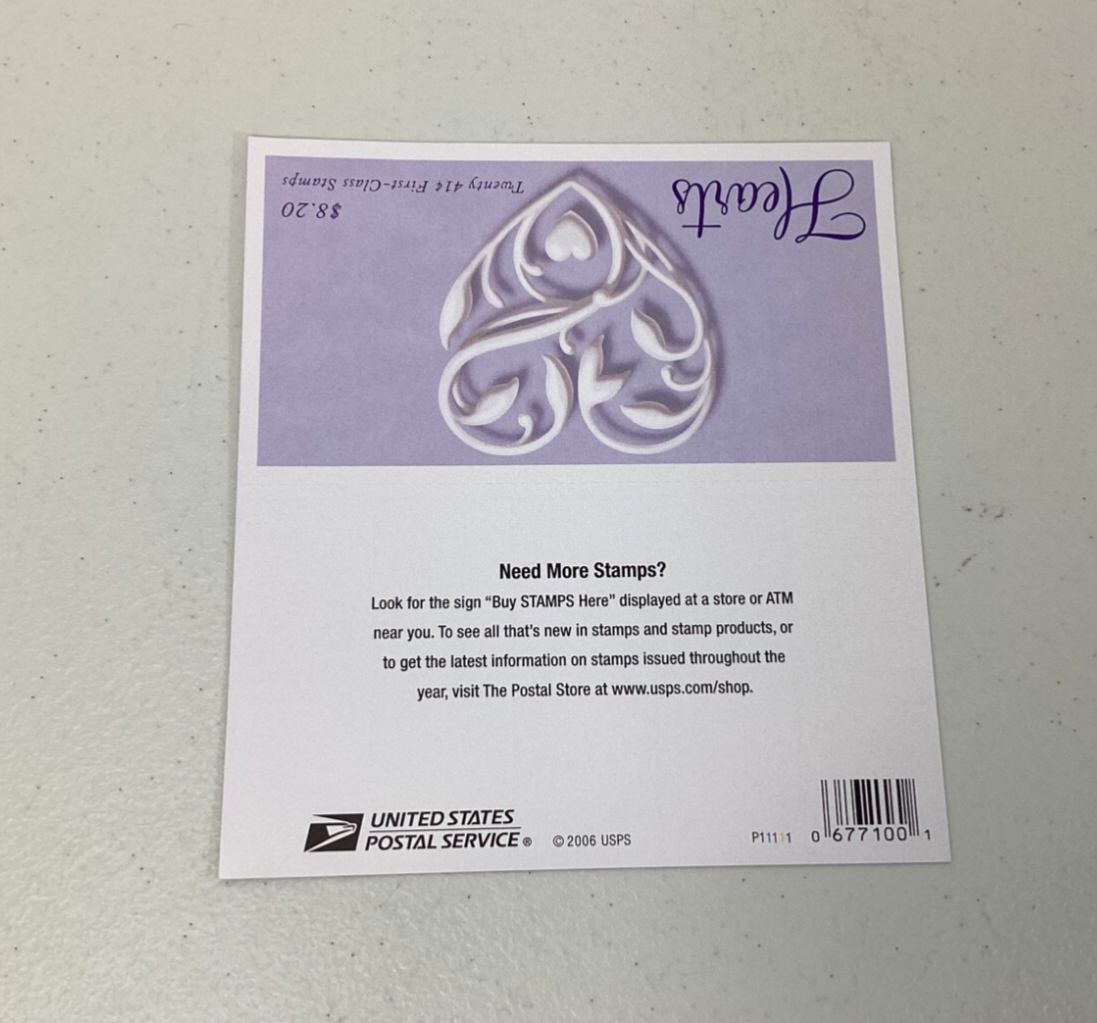 Hearts
Twenty 41¢ First-Class Stamps
$8.20
Need More Stamps?
Look for the sign “Buy STAMPS Here” displayed at a store or ATM
near you. To see all that’s new in stamps and stamp products, or
to get the latest information on stamps issued throughout the
year, visit The Postal Store at www.usps.com/shop.
UNITED STATES
POSTAL SERVICE®
© 2006 USPS
P11111
0 677100 1